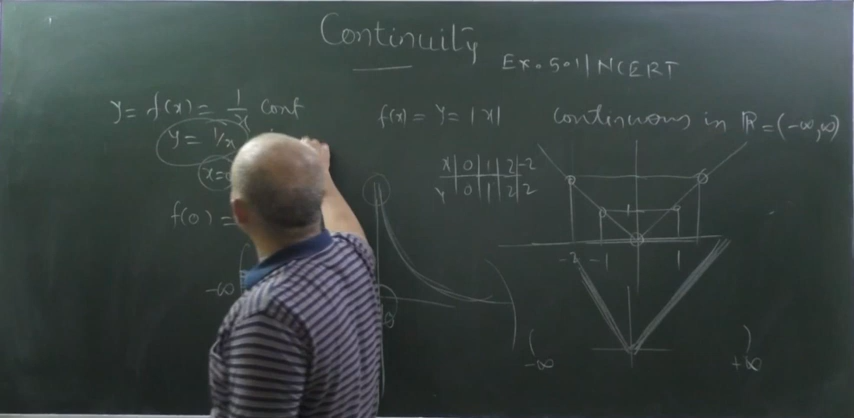 Continuity
Ex. 5.1 | NCERT
y = f(x) = 1/x Cont
y = 1/x
x=0
f(0) =
-∞
f(x) = y = |x|
x | 0 | 1 | 2 | -2
y | 0 | 1 | 2 | 2
continuous in ℝ = (-∞,∞)
-2 -1 1
-∞ +∞